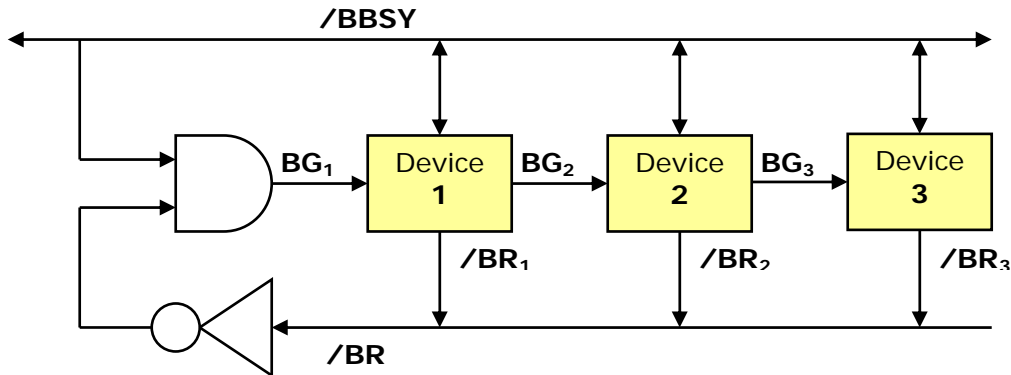 /BBSY
BG₁
Device
1
BG₂
Device
2
BG₃
Device
3
/BR₁
/BR₂
/BR₃
/BR